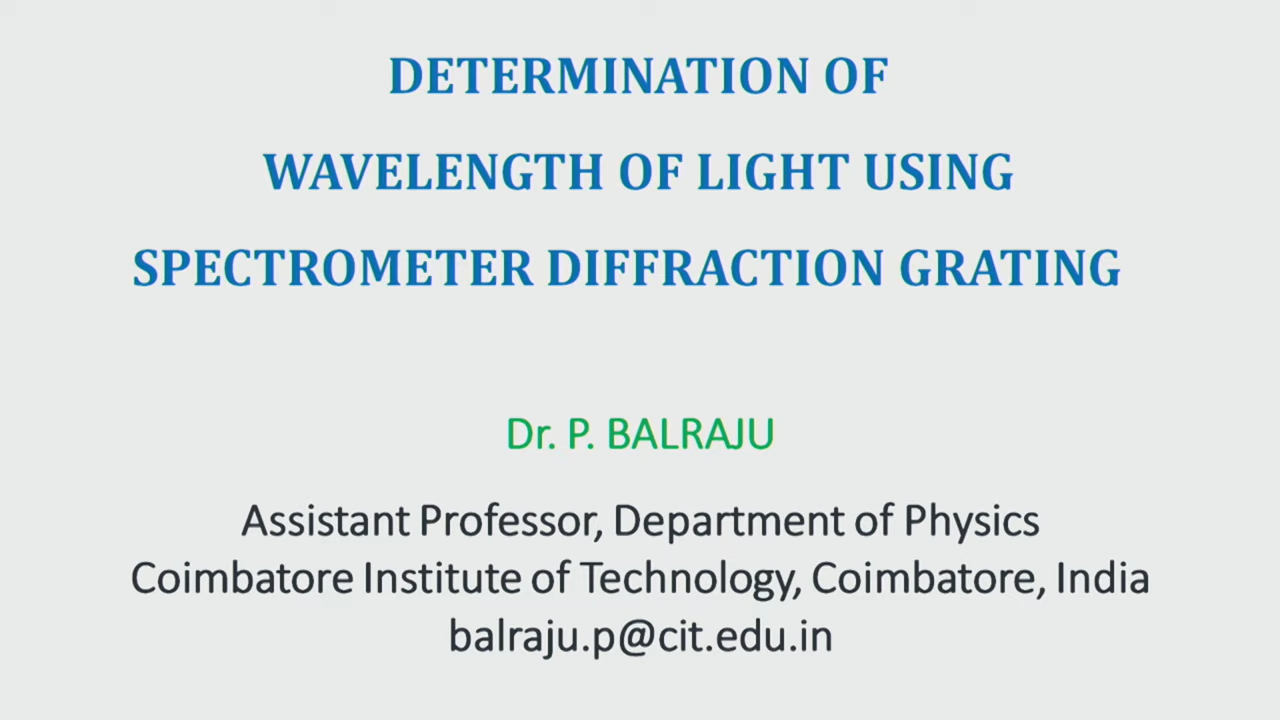 DETERMINATION OF
WAVELENGTH OF LIGHT USING
SPECTROMETER DIFFRACTION GRATING
Dr. P. BALRAJU
Assistant Professor, Department of Physics
Coimbatore Institute of Technology, Coimbatore, India
balraju.p@cit.edu.in